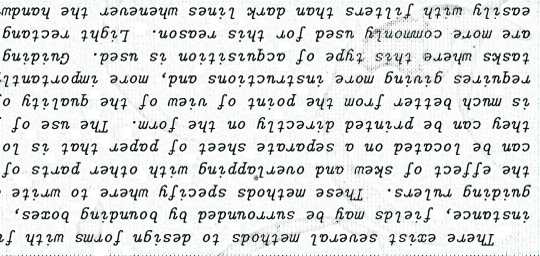 There exist several methods to design forms with f
instance, fields may be surrounded by bounding boxes,
guiding rulers. These methods specify where to write
the effect of skew and overlapping with other parts of
can be located on a separate sheet of paper that is lo
they can be printed directly on the form. The use of
is much better from the point of view of the quality o
requires giving more instructions and, more importantl
tasks where this type of acquisition is used. Guiding
are more commonly used for this reason. Light rectang
easily with filters than dark lines whenever the handwr